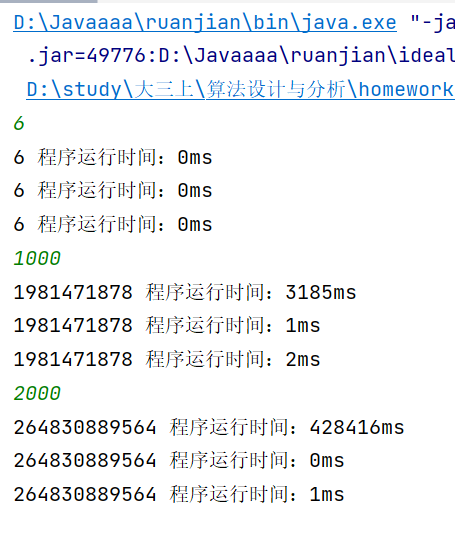 D:\Javaaaa\ruanjian\bin\java.exe "-ja
.jar=49776:D:\Javaaaa\ruanjian\ideal
D:\study\大三上\算法设计与分析\homework
6
6 程序运行时间：0ms
6 程序运行时间：0ms
6 程序运行时间：0ms
1000
1981471878 程序运行时间：3185ms
1981471878 程序运行时间：1ms
1981471878 程序运行时间：2ms
2000
264830889564 程序运行时间：428416ms
264830889564 程序运行时间：0ms
264830889564 程序运行时间：1ms